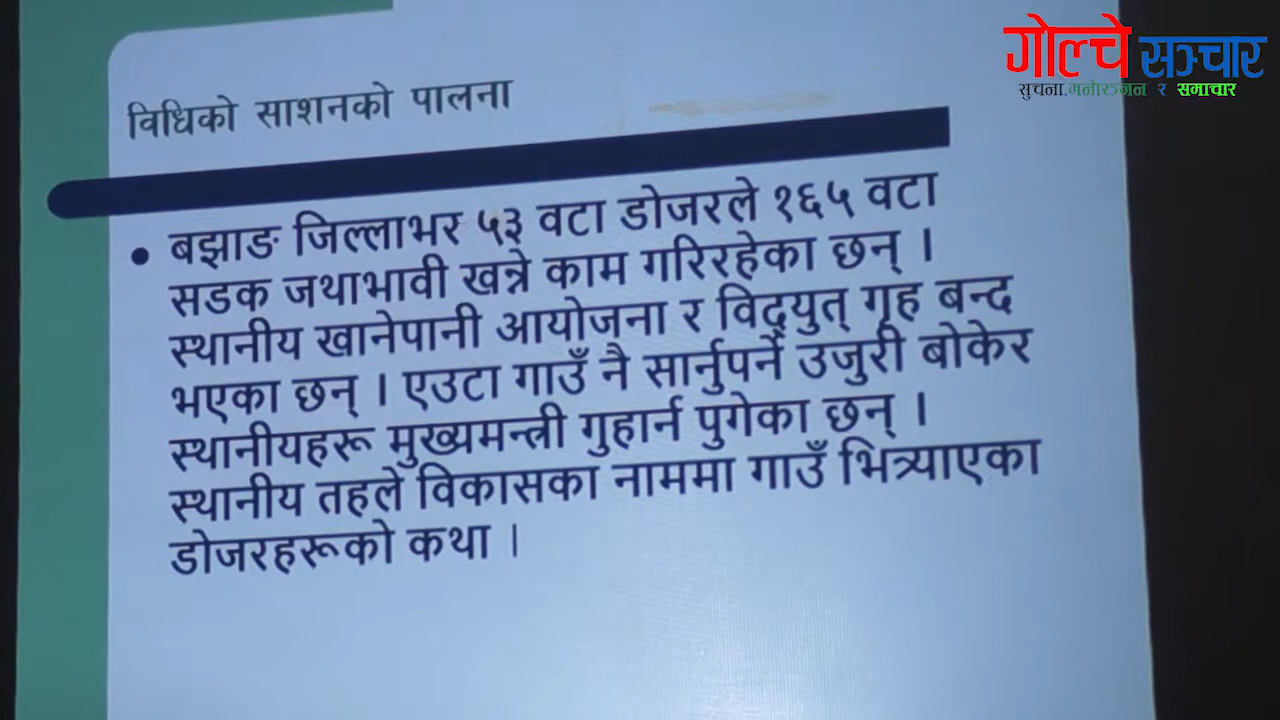 गोल्चे सञ्चार
सुचना.मनोरञ्जन र समाचार
विधिको साशनको पालना
• बझाङ जिल्लाभर ५३ वटा डोजरले १६५ वटा
सडक जथाभावी खन्ने काम गरिरहेका छन् ।
स्थानीय खानेपानी आयोजना र विद्युत् गृह बन्द
भएका छन् । एउटा गाउँ नै सार्नुपर्ने उजुरी बोकेर
स्थानीयहरू मुख्यमन्त्री गुहार्न पुगेका छन् ।
स्थानीय तहले विकासका नाममा गाउँ भित्र्याएका
डोजरहरूको कथा ।